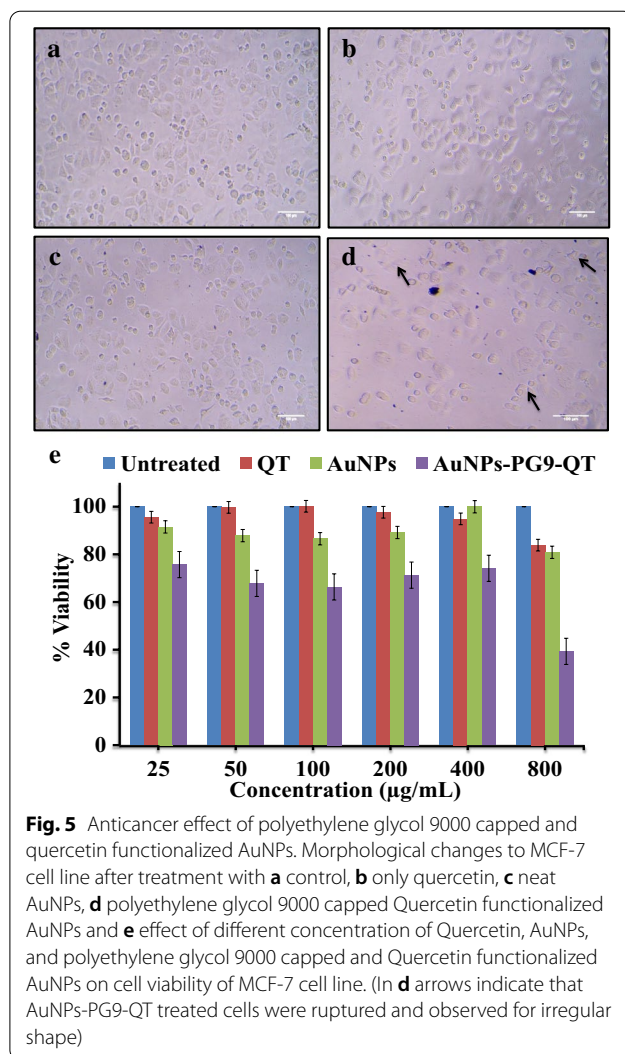 a
b
c
d
e
Untreated QT AuNPs AuNPs-PG9-QT
% Viability
100
80
60
40
20
0
25 50 100 200 400 800
Concentration (µg/mL)
Fig. 5 Anticancer effect of polyethylene glycol 9000 capped and
quercetin functionalized AuNPs. Morphological changes to MCF-7
cell line after treatment with a control, b only quercetin, c neat
AuNPs, d polyethylene glycol 9000 capped Quercetin functionalized
AuNPs and e effect of different concentration of Quercetin, AuNPs,
and polyethylene glycol 9000 capped and Quercetin functionalized
AuNPs on cell viability of MCF-7 cell line. (In d arrows indicate that
AuNPs-PG9-QT treated cells were ruptured and observed for irregular
shape)